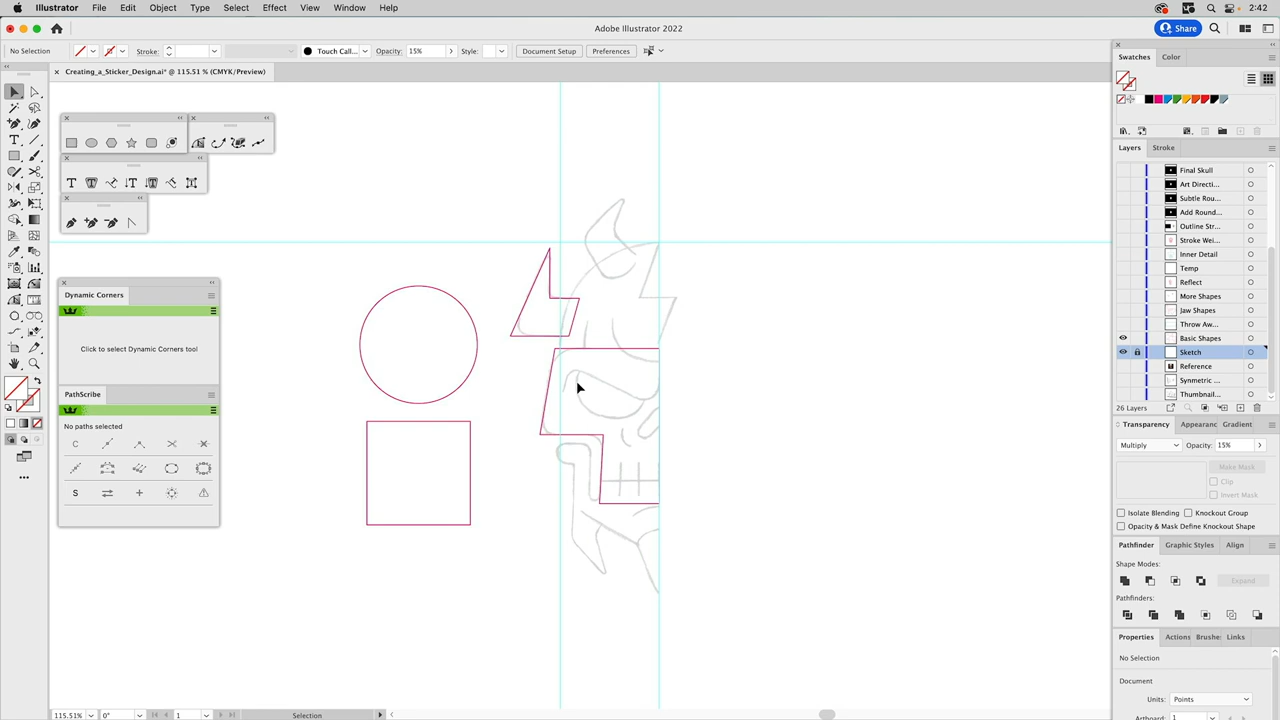 Illustrator File Edit Object Type Select Effect View Window Help 2:42
Adobe Illustrator 2022 Share
No Selection Stroke: Touch Call... Opacity: 15% Style: Document Setup Preferences
× Creating_a_Sticker_Design.ai* @ 115.51 % (CMYK/Preview)
Swatches Color
Layers Stroke
Final Skull
Art Directi...
Subtle Rou...
Add Round...
Outline Str...
Stroke Wei...
Inner Detail
Temp
Reflect
More Shapes
Jaw Shapes
Throw Aw...
Basic Shapes
Sketch
Reference
Symmetric ...
Thumbnail...
26 Layers
Transparency Appearanc Gradient
Multiply Opacity: 15%
Make Mask
Clip
Invert Mask
Isolate Blending Knockout Group
Opacity & Mask Define Knockout Shape
Pathfinder Graphic Styles Align
Shape Modes:
Expand
Pathfinders:
Properties Actions Brushe Links
No Selection
Document
Units: Points
Artboard: 1
Dynamic Corners
Click to select Dynamic Corners tool
PathScribe
No paths selected
115.51% 0° 1 Selection